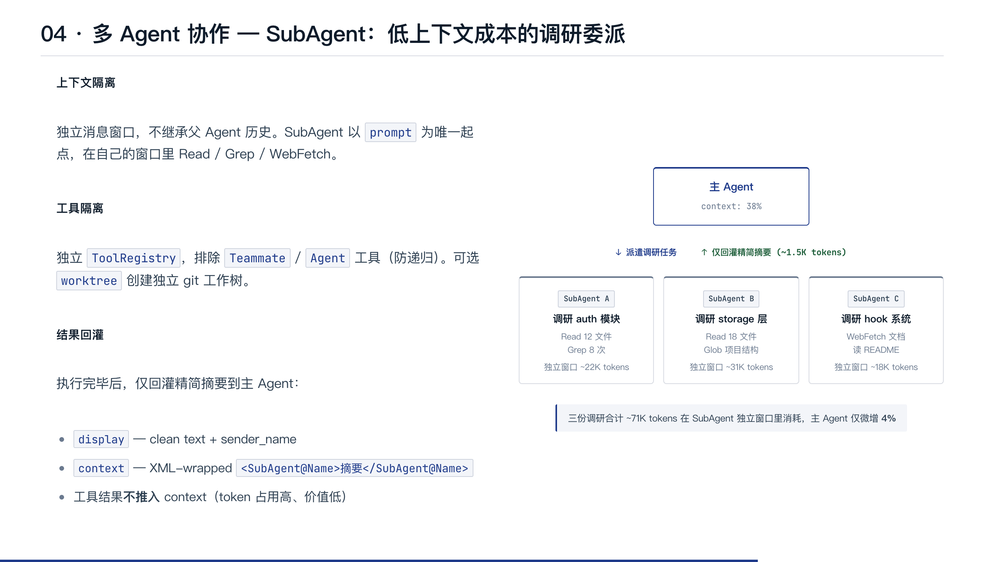 04 · 多 Agent 协作 — SubAgent：低上下文成本的调研委派
上下文隔离
独立消息窗口，不继承父 Agent 历史。SubAgent 以 prompt 为唯一起
点，在自己的窗口里 Read / Grep / WebFetch。
工具隔离
独立 ToolRegistry，排除 Teammate / Agent 工具（防递归）。可选
worktree 创建独立 git 工作树。
结果回灌
执行完毕后，仅回灌精简摘要到主 Agent：
• display — clean text + sender_name
• context — XML-wrapped <SubAgent@Name>摘要</SubAgent@Name>
• 工具结果不推入 context（token 占用高、价值低）
主 Agent
context: 38%
↓ 派遣调研任务
↑ 仅回灌精简摘要 (~1.5K tokens)
SubAgent A
调研 auth 模块
Read 12 文件
Grep 8 次
独立窗口 ~22K tokens
SubAgent B
调研 storage 层
Read 18 文件
Glob 项目结构
独立窗口 ~31K tokens
SubAgent C
调研 hook 系统
WebFetch 文档
读 README
独立窗口 ~18K tokens
三份调研合计 ~71K tokens 在 SubAgent 独立窗口里消耗，主 Agent 仅微增 4%